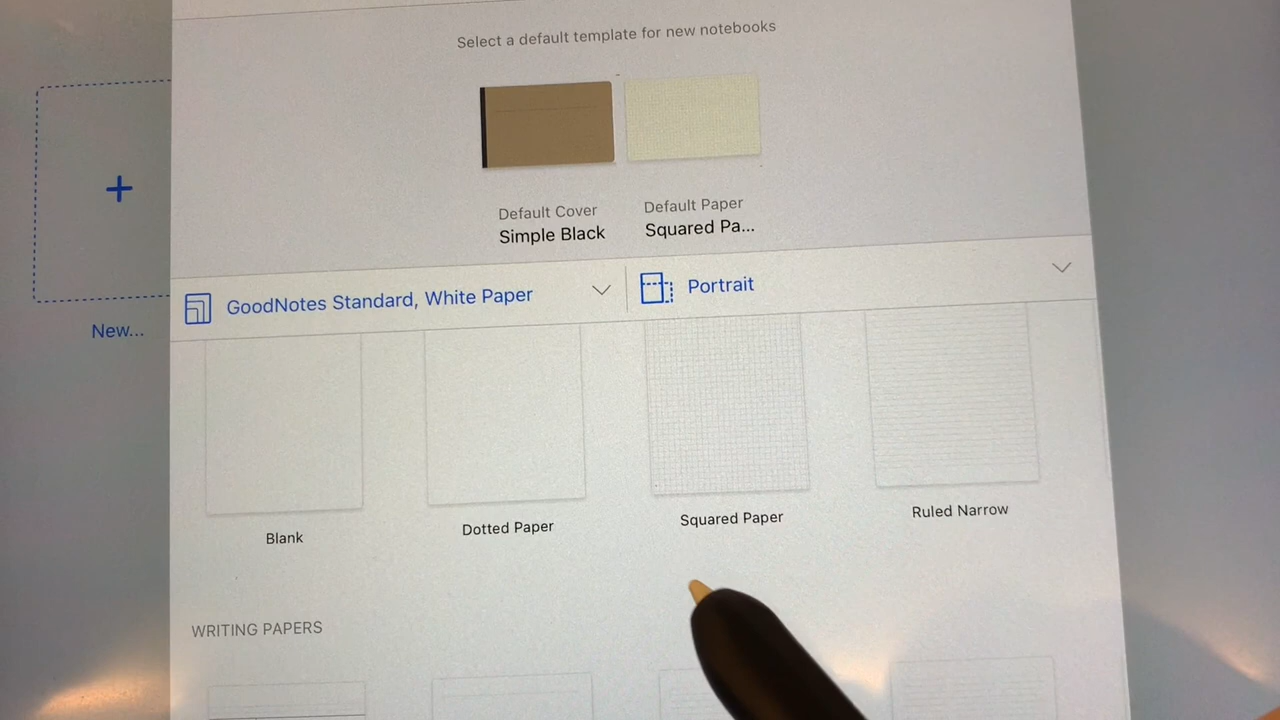 Select a default template for new notebooks
Default Cover
Simple Black
Default Paper
Squared Pa...
GoodNotes Standard, White Paper
Portrait
New...
Blank
Dotted Paper
Squared Paper
Ruled Narrow
WRITING PAPERS